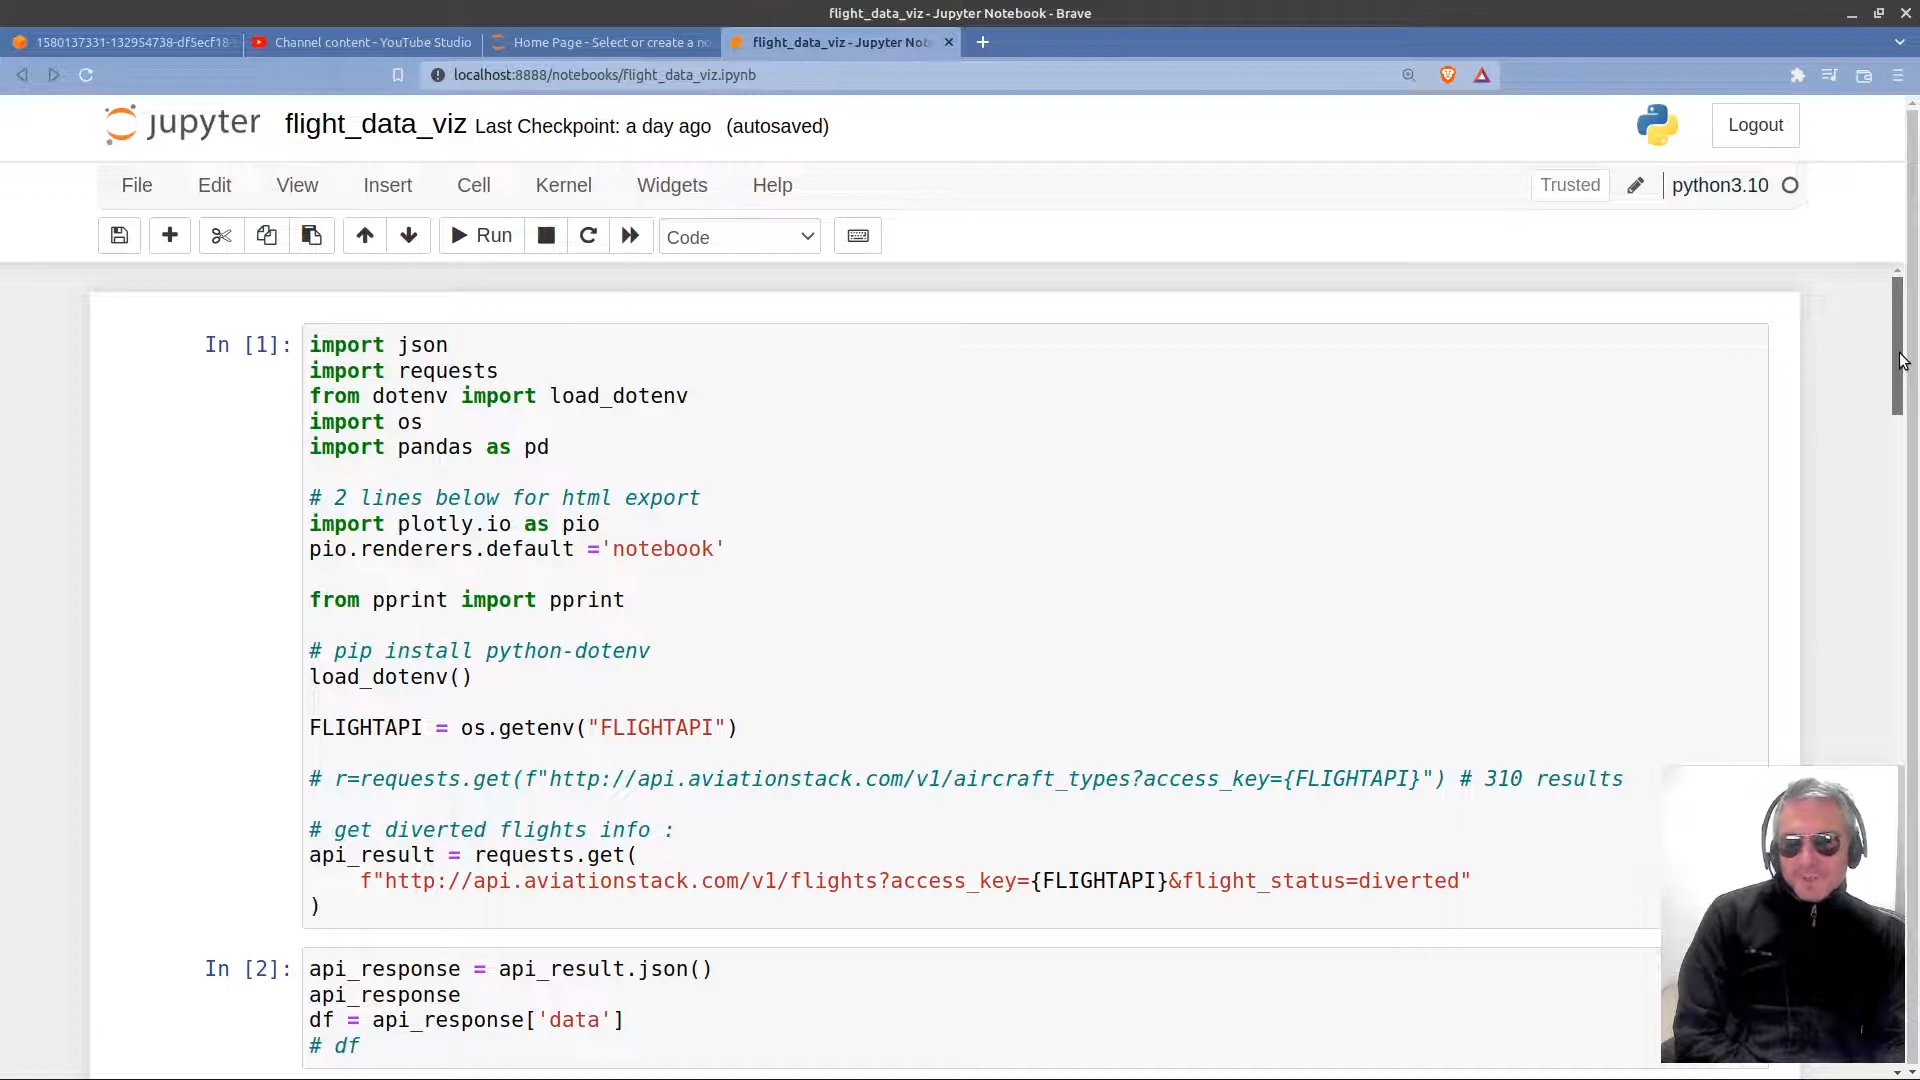 flight_data_viz - Jupyter Notebook - Brave
1580137331-132954738-df5ecf18-
Channel content - YouTube Studio
Home Page - Select or create a no
flight_data_viz - Jupyter Not
localhost:8888/notebooks/flight_data_viz.ipynb
jupyter flight_data_viz Last Checkpoint: a day ago (autosaved)
Logout
File Edit View Insert Cell Kernel Widgets Help
Trusted
python3.10
Run
Code
In [1]:
import json
import requests
from dotenv import load_dotenv
import os
import pandas as pd
# 2 lines below for html export
import plotly.io as pio
pio.renderers.default ='notebook'
from pprint import pprint
# pip install python-dotenv
load_dotenv()
FLIGHTAPI = os.getenv("FLIGHTAPI")
# r=requests.get(f"http://api.aviationstack.com/v1/aircraft_types?access_key={FLIGHTAPI}") # 310 results
# get diverted flights info :
api_result = requests.get(
f"http://api.aviationstack.com/v1/flights?access_key={FLIGHTAPI}&flight_status=diverted"
)
In [2]:
api_response = api_result.json()
api_response
df = api_response['data']
# df